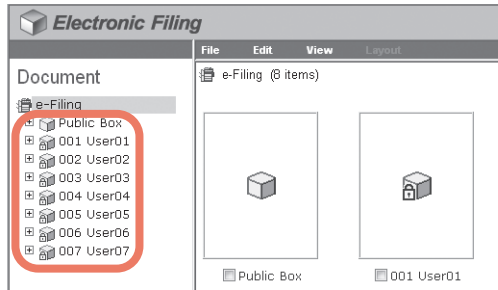 Electronic Filing
File Edit View Layout
Document
e-Filing
Public Box
001 User01
002 User02
003 User03
004 User04
005 User05
006 User06
007 User07
e-Filing (8 items)
Public Box
001 User01